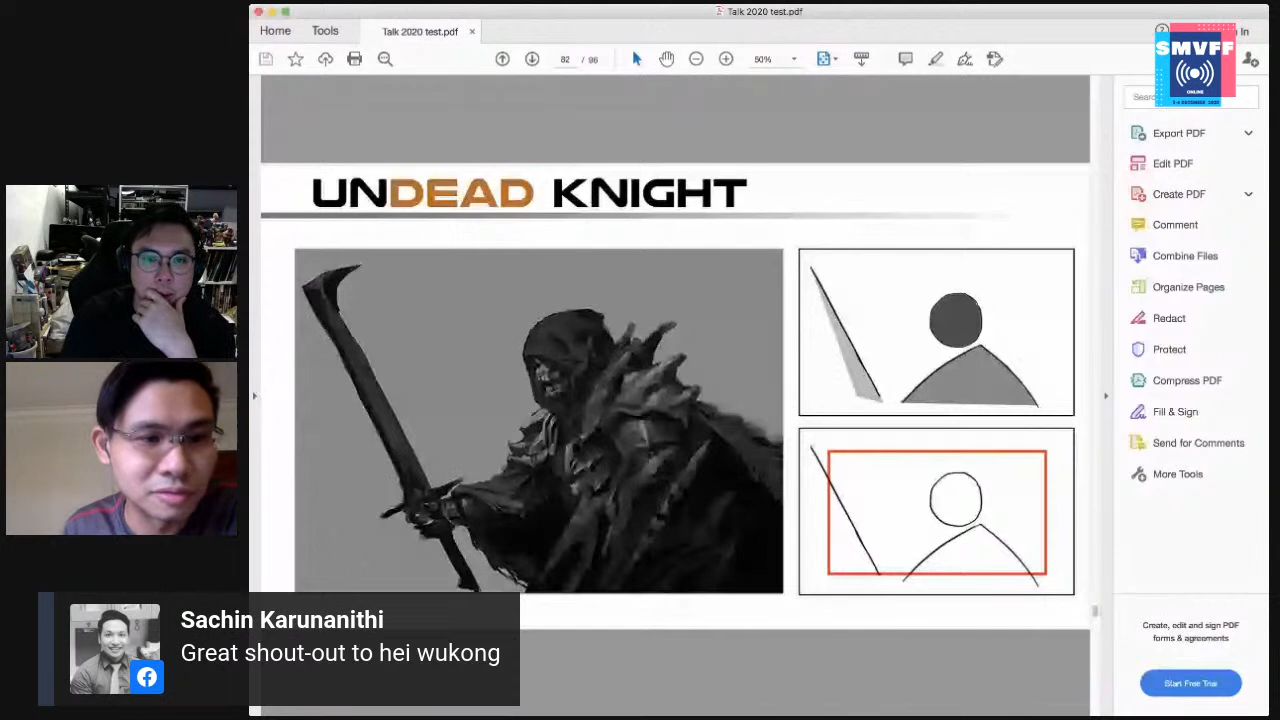 Talk 2020 test.pdf
Home
Tools
Talk 2020 test.pdf ×
In
82 / 96
50%
SMVFF
ONLINE
UNDEAD KNIGHT
Export PDF
Edit PDF
Create PDF
Comment
Combine Files
Organize Pages
Redact
Protect
Compress PDF
Fill & Sign
Send for Comments
More Tools
Create, edit and sign PDF
forms & agreements
Start Free Trial
Sachin Karunanithi
Great shout-out to hei wukong